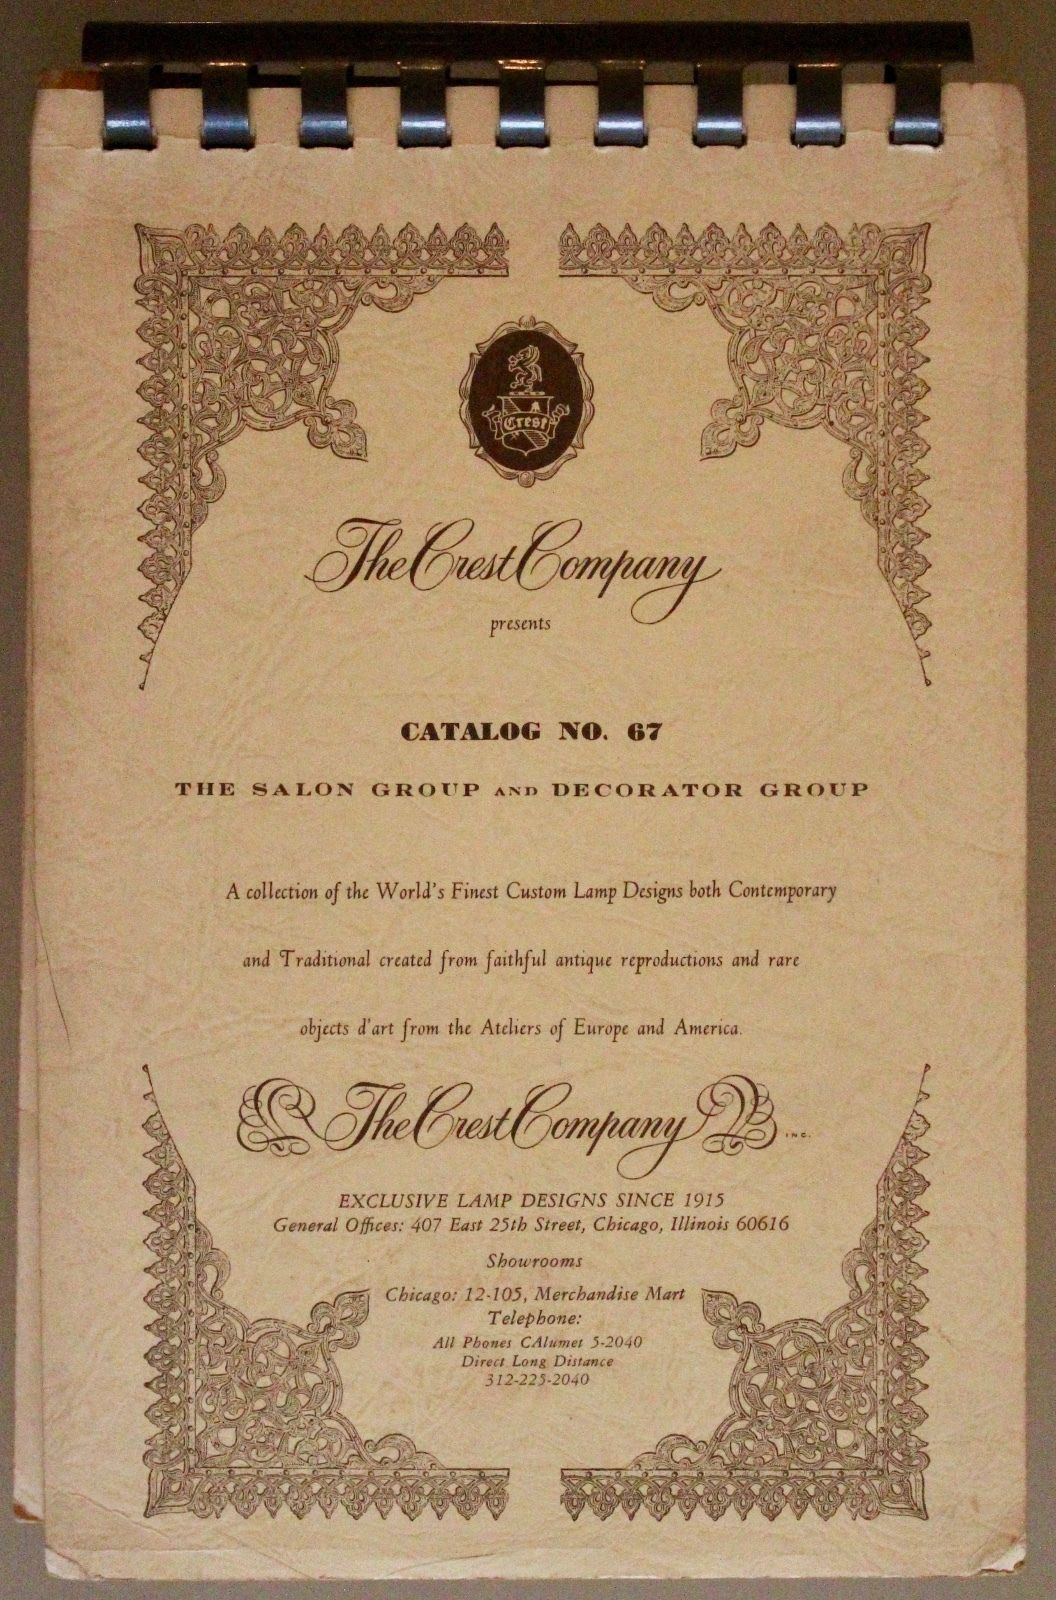 Crest
The Crest Company
presents
CATALOG NO. 67
THE SALON GROUP AND DECORATOR GROUP
A collection of the World's Finest Custom Lamp Designs both Contemporary
and Traditional created from faithful antique reproductions and rare
objects d'art from the Ateliers of Europe and America.
The Crest Company INC.
EXCLUSIVE LAMP DESIGNS SINCE 1915
General Offices: 407 East 25th Street, Chicago, Illinois 60616
Showrooms
Chicago: 12-105, Merchandise Mart
Telephone:
All Phones CAlumet 5-2040
Direct Long Distance
312-225-2040